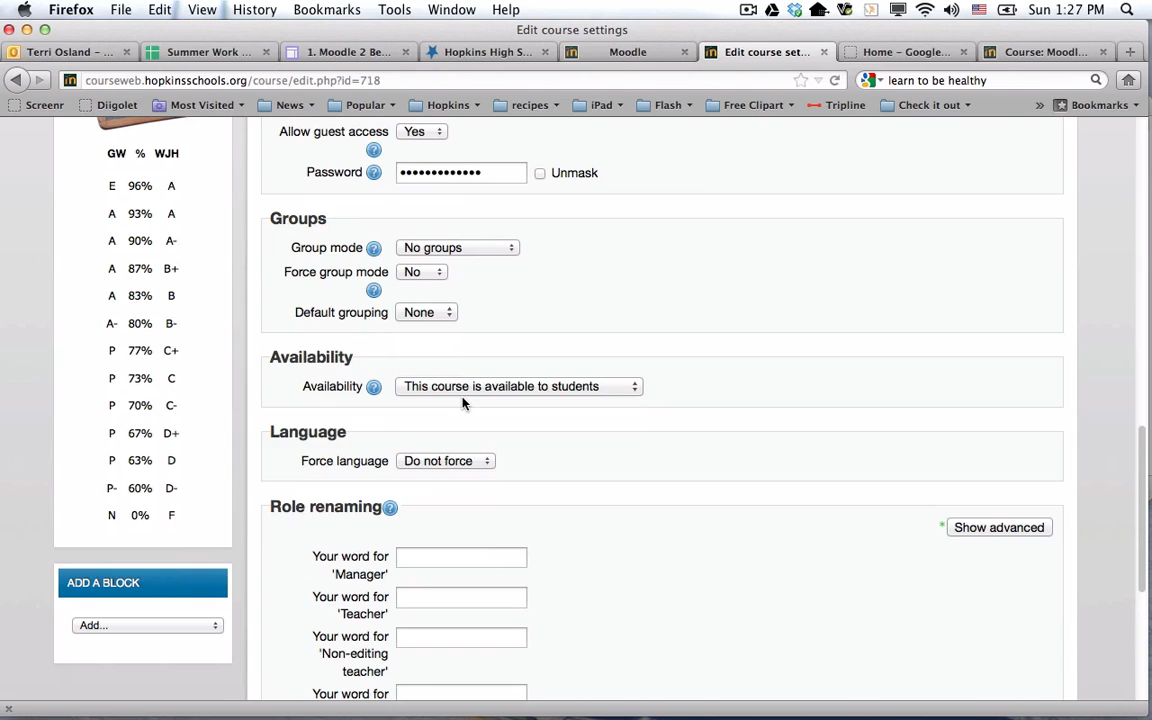 Firefox File Edit View History Bookmarks Tools Window Help Sun 1:27 PM
Edit course settings
Terri Osland – ... Summer Work ... 1. Moodle 2 Be... Hopkins High S... Moodle Edit course set... Home – Google... Course: Moodl...
courseweb.hopkinsschools.org/course/edit.php?id=718 learn to be healthy
Screenr Diigolet Most Visited News Popular Hopkins recipes iPad Flash Free Clipart Tripline Check it out » Bookmarks
Allow guest access Yes
?
Password ? ••••••••••••• Unmask
GW % WJH
E 96% A
A 93% A
A 90% A-
A 87% B+
A 83% B
A- 80% B-
P 77% C+
P 73% C
P 70% C-
P 67% D+
P 63% D
P- 60% D-
N 0% F
Groups
Group mode ? No groups
Force group mode No
?
Default grouping None
Availability
Availability ? This course is available to students
Language
Force language Do not force
Role renaming ?
* Show advanced
Your word for
'Manager'
Your word for
'Teacher'
Your word for
'Non-editing
teacher'
Your word for
ADD A BLOCK
Add...
×